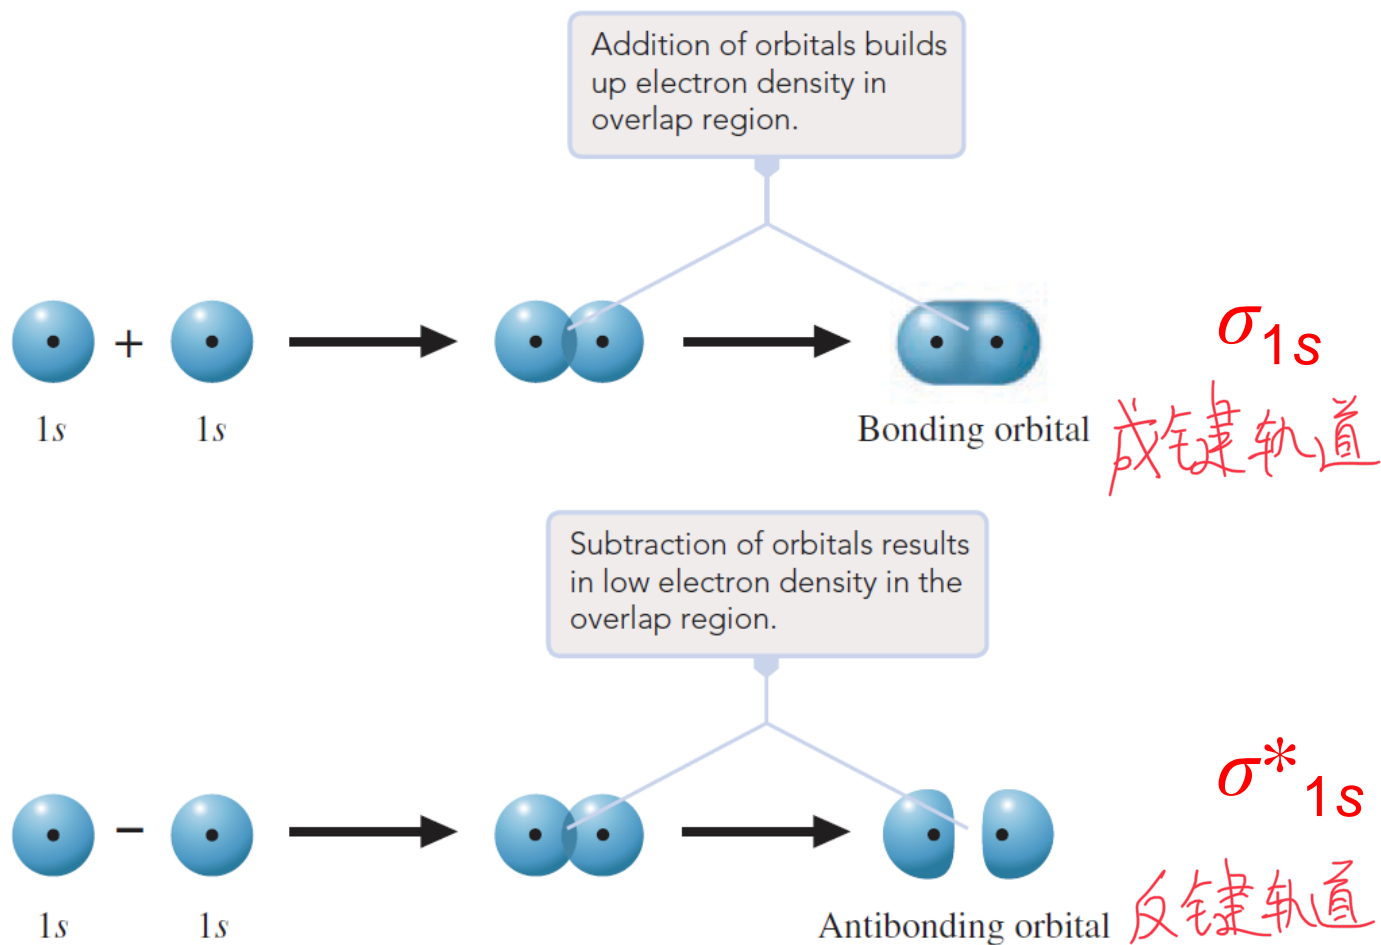 Addition of orbitals builds
up electron density in
overlap region.
+
σ1s
1s
1s
Bonding orbital
成键轨道
Subtraction of orbitals results
in low electron density in the
overlap region.
−
σ*1s
1s
1s
Antibonding orbital
反键轨道